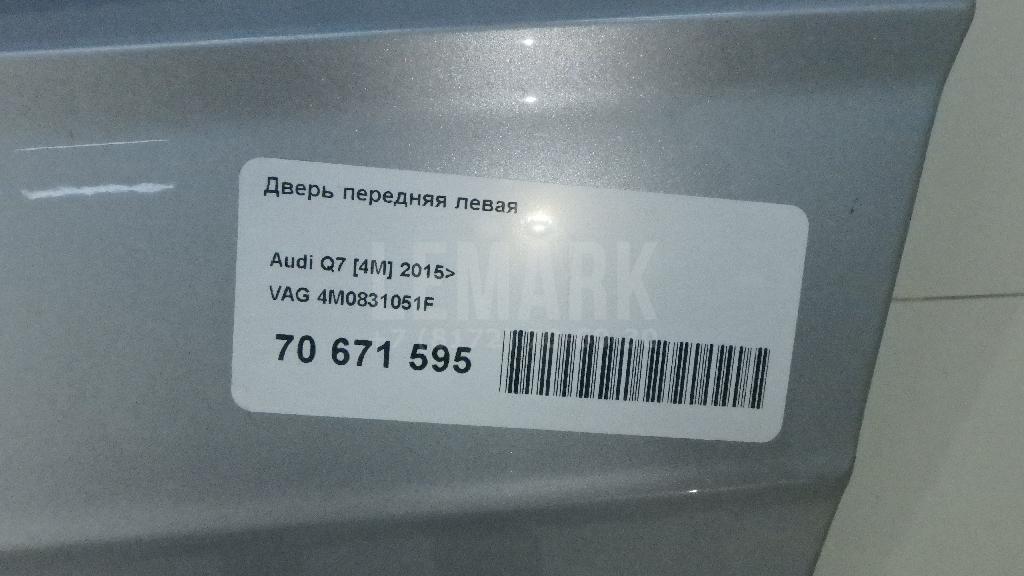 Дверь передняя левая
LEMARK
Audi Q7 [4M] 2015>
VAG 4M0831051F
70 671 595